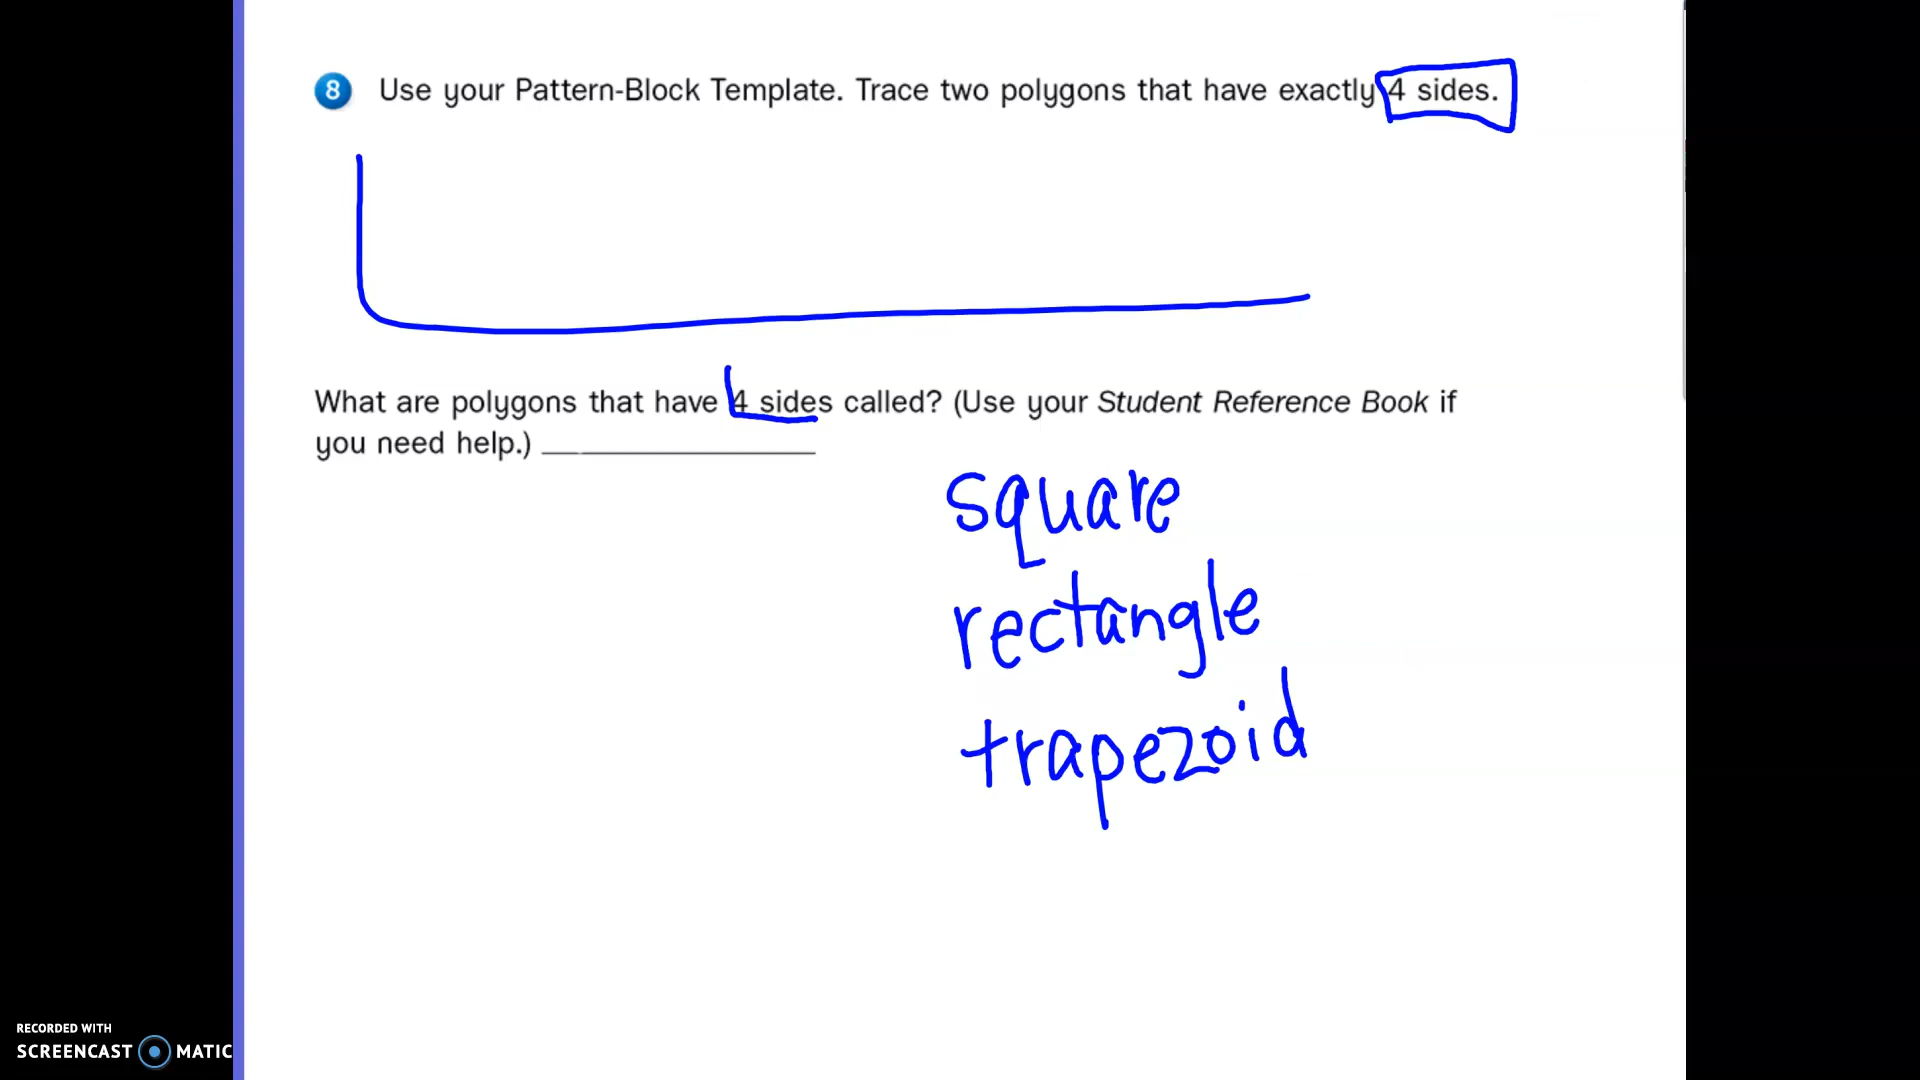 8 Use your Pattern-Block Template. Trace two polygons that have exactly 4 sides.
What are polygons that have 4 sides called? (Use your Student Reference Book if
you need help.) ________________
square
rectangle
trapezoid
RECORDED WITH
SCREENCAST MATIC